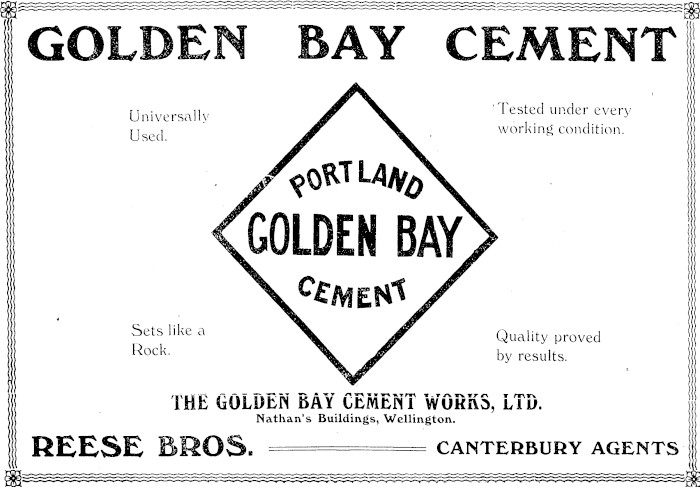 GOLDEN BAY CEMENT
Universally
Used.
Tested under every
working condition.
PORTLAND
GOLDEN BAY
CEMENT
Sets like a
Rock.
Quality proved
by results.
THE GOLDEN BAY CEMENT WORKS, LTD.
Nathan's Buildings, Wellington.
REESE BROS. CANTERBURY AGENTS